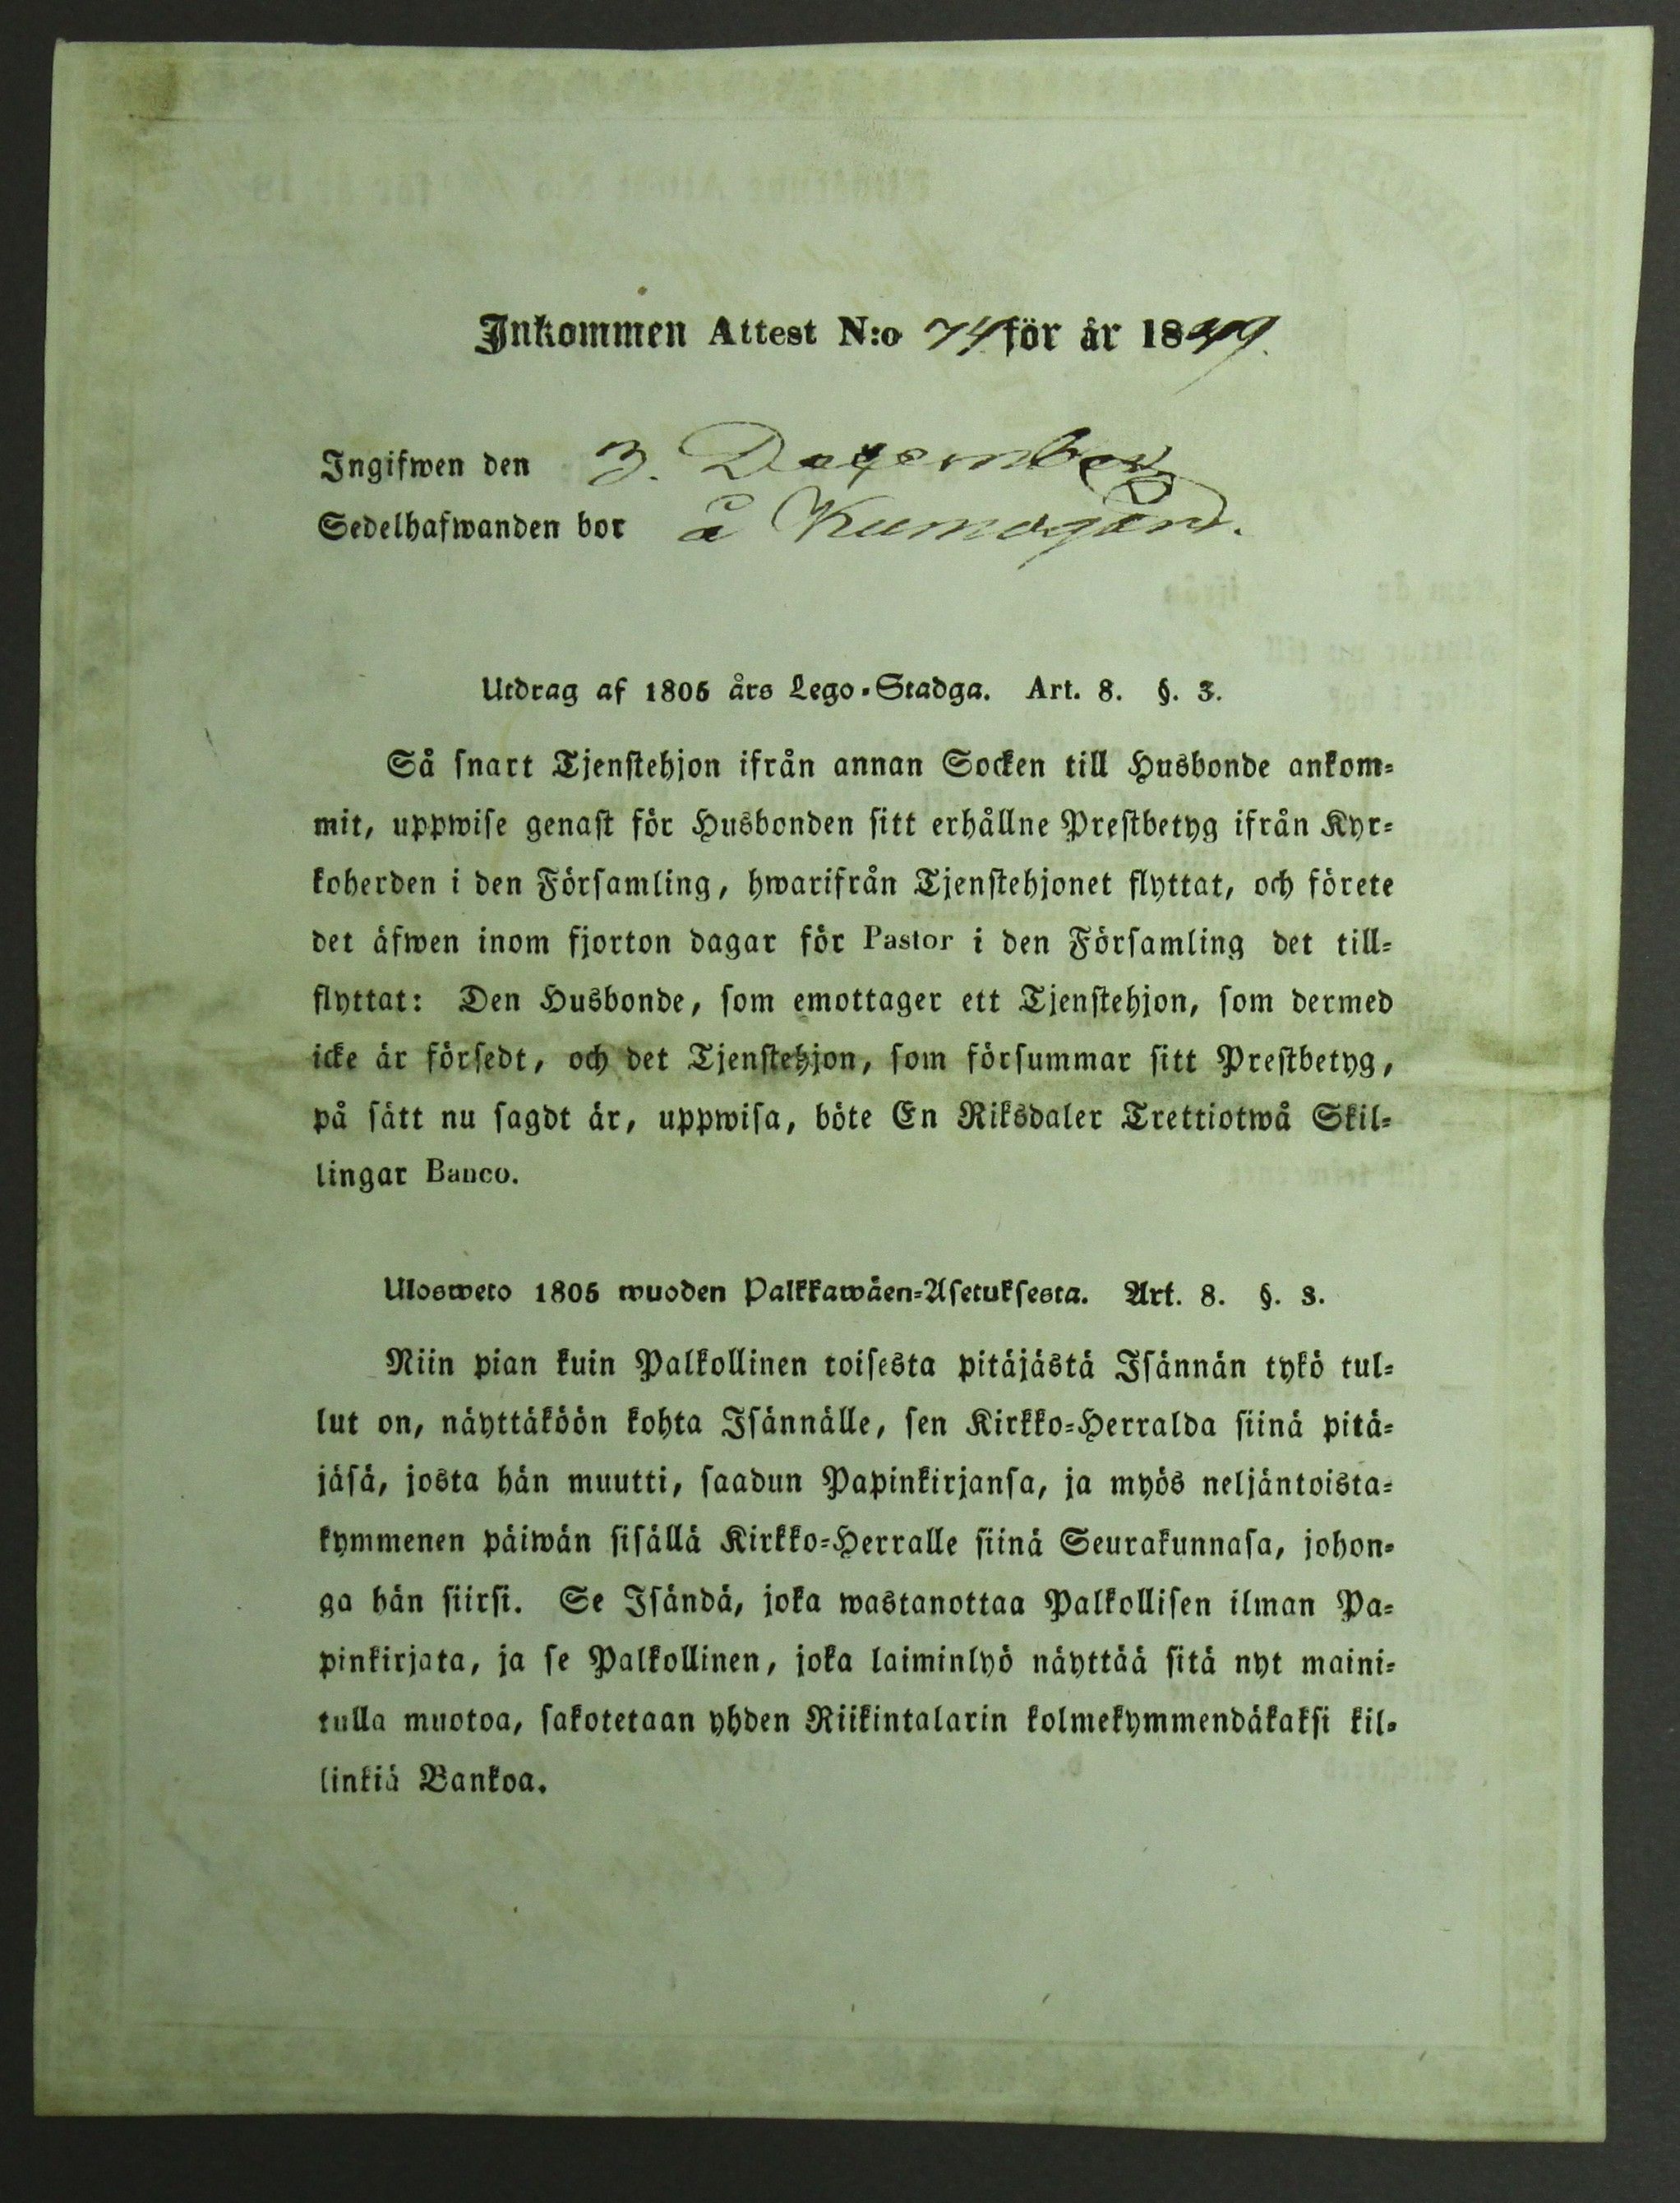 Inkommen Attest N:o 74 för år 1849.
Ingifwen den 3. December
Sedelhafwanden bor å Kumogård.
Utdrag af 1805 års Lego-Stadga. Art. 8. §. 3.
Så snart Tjenstehjon ifrån annan Socken till Husbonde ankom-
mit, uppwise genast för Husbonden sitt erhållne Prestbetyg ifrån Kyr-
koherden i den Församling, hwarifrån Tjenstehjonet flyttat, och förete
det äfwen inom fjorton dagar för Pastor i den Församling det till-
flyttat: Den Husbonde, som emottager ett Tjenstehjon, som dermed
icke är försedt, och det Tjenstehjon, som försummar sitt Prestbetyg,
på sätt nu sagdt är, uppwisa, böte En Riksdaler Trettiotwå Skil-
lingar Banco.
Ulosweto 1805 wuoden Palkkawäen-Asetuksesta. Art. 8. §. 3.
Niin pian kuin Palkollinen toisesta pitäjästä Isännän tykö tul-
lut on, näyttäköön kohta Isännälle, sen Kirkko-Herralda siinä pitä-
jäsä, josta hän muutti, saadun Papinkirjansa, ja myös neljäntoista-
kymmenen päiwän sisällä Kirkko-Herralle siinä Seurakunnasa, johon-
ga hän siirsi. Se Isändä, joka wastanottaa Palkollisen ilman Pa-
pinkirjata, ja se Palkollinen, joka laiminlyö näyttää sitä nyt maini-
tulla muotoa, sakotetaan yhden Riikintalarin kolmekymmendäkaksi kil-
linkiä Bankoa.